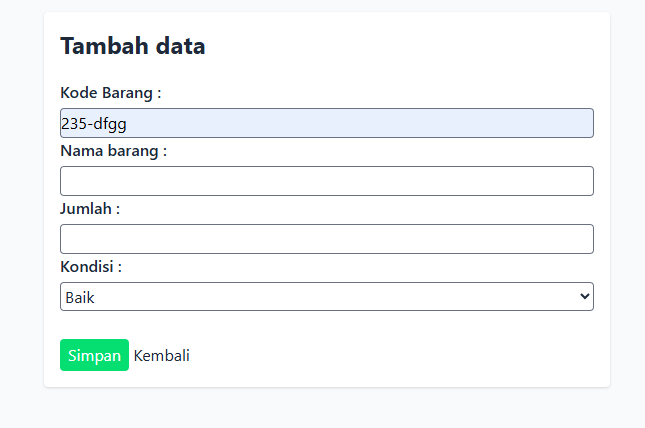 Tambah data
Kode Barang :
235-dfgg
Nama barang :
Jumlah :
Kondisi :
Baik
Simpan Kembali